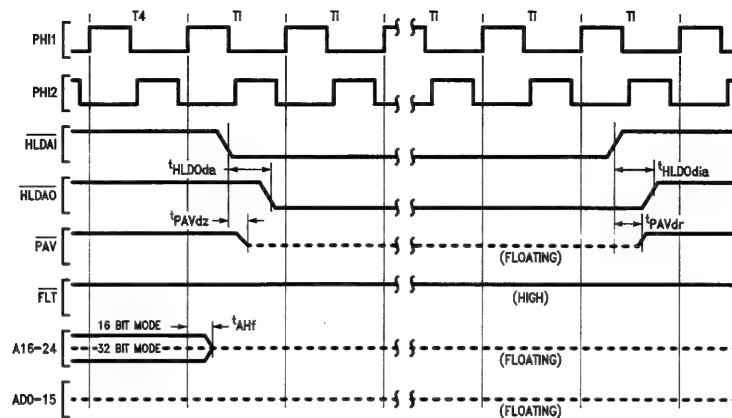 T4 Ti Ti Ti Ti Ti
PHI1
PHI2
HLDAI
tHLDOda tHLDOdia
HLDAO
tPAVdz tPAVdr
PAV
(FLOATING)
FLT
(HIGH)
16 BIT MODE tAHf
A16-24 32 BIT MODE
(FLOATING)
AD0-15
(FLOATING)